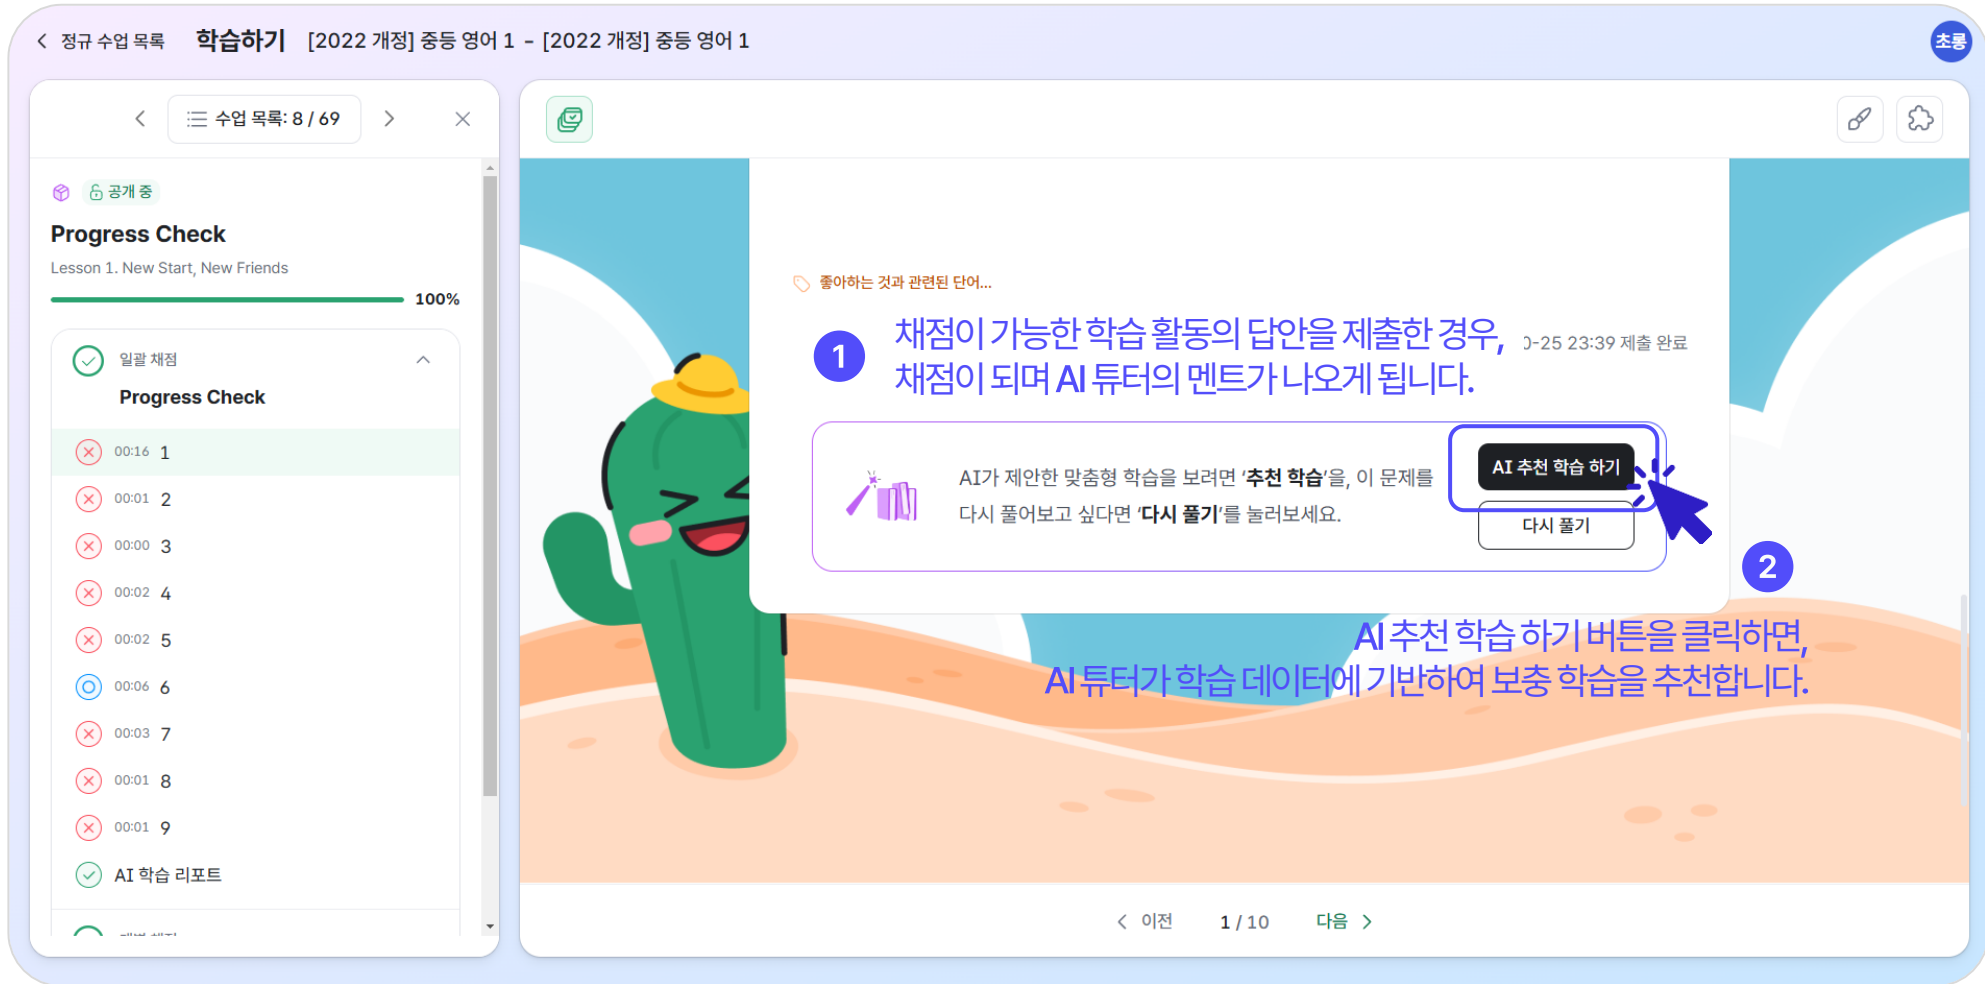 정규 수업 목록 학습하기 [2022 개정] 중등 영어 1 - [2022 개정] 중등 영어 1
초롱
수업 목록: 8 / 69
공개 중
Progress Check
Lesson 1. New Start, New Friends
100%
일괄 채점
Progress Check
00:16 1
00:01 2
00:00 3
00:02 4
00:02 5
00:06 6
00:03 7
00:01 8
00:01 9
AI 학습 리포트
좋아하는 것과 관련된 단어...
1
채점이 가능한 학습 활동의 답안을 제출한 경우,
채점이 되며 AI 튜터의 멘트가 나오게 됩니다.
-25 23:39 제출 완료
AI가 제안한 맞춤형 학습을 보려면 '추천 학습'을, 이 문제를
다시 풀어보고 싶다면 '다시 풀기'를 눌러보세요.
AI 추천 학습 하기
다시 풀기
2
AI 추천 학습 하기 버튼을 클릭하면,
AI 튜터가 학습 데이터에 기반하여 보충 학습을 추천합니다.
이전 1 / 10 다음